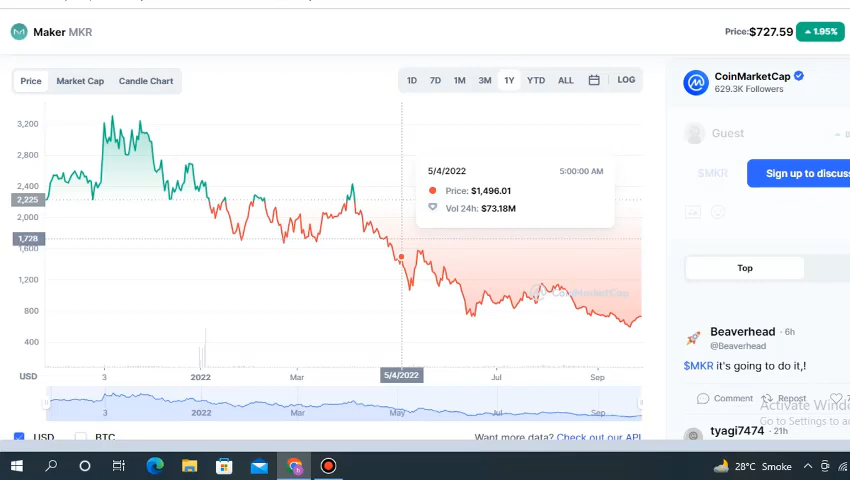 Maker MKR
Price: $727.59
1.95%
Price
Market Cap
Candle Chart
1D
7D
1M
3M
1Y
YTD
ALL
LOG
CoinMarketCap
629.3K Followers
Guest
$MKR
Sign up to discuss
Top
3,200
2,800
2,400
2,225
2,000
1,728
1,600
1,200
800
400
5/4/2022
5:00:00 AM
Price: $1,496.01
Vol 24h: $73.18M
CoinMarketCap
USD
3
2022
Mar
5/4/2022
Jul
Sep
3
2022
Mar
May
Jul
Sep
Beaverhead · 6h
@Beaverhead
$MKR it's going to do it,!
Comment
Repost
Activate Windo
Go to Settings to a
tyagi7474 · 21h
USD
BTC
Want more data? Check out our API
28°C Smoke